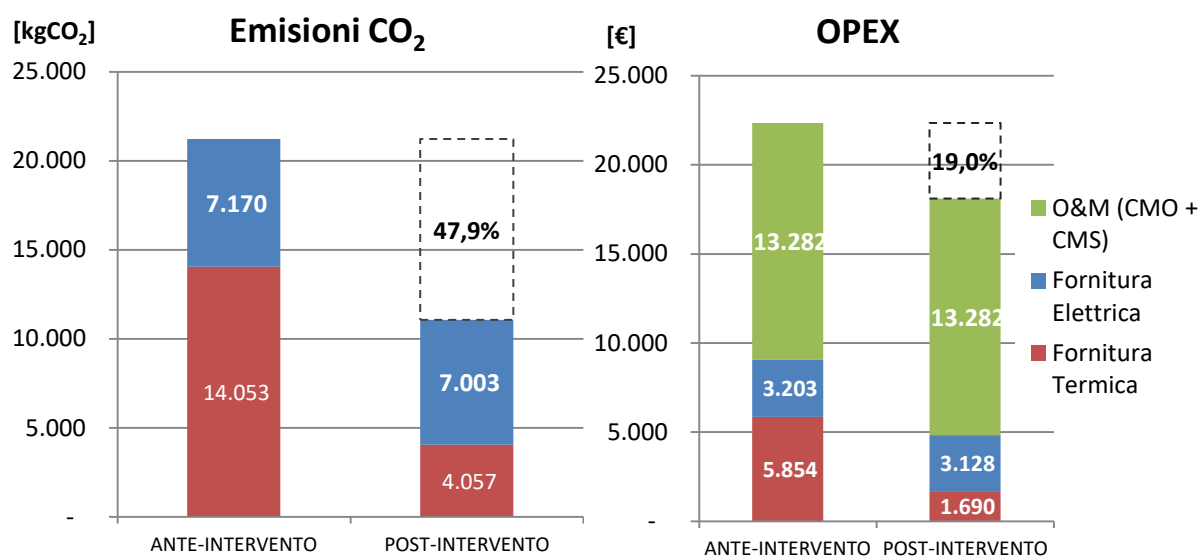 [kgCO₂]
Emisioni CO₂
25.000
20.000
15.000
10.000
5.000
-
7.170
14.053
47,9%
7.003
4.057
ANTE-INTERVENTO
POST-INTERVENTO
[€]
OPEX
25.000
20.000
15.000
10.000
5.000
-
13.282
3.203
5.854
19,0%
13.282
3.128
1.690
ANTE-INTERVENTO
POST-INTERVENTO
O&M (CMO +
CMS)
Fornitura
Elettrica
Fornitura
Termica